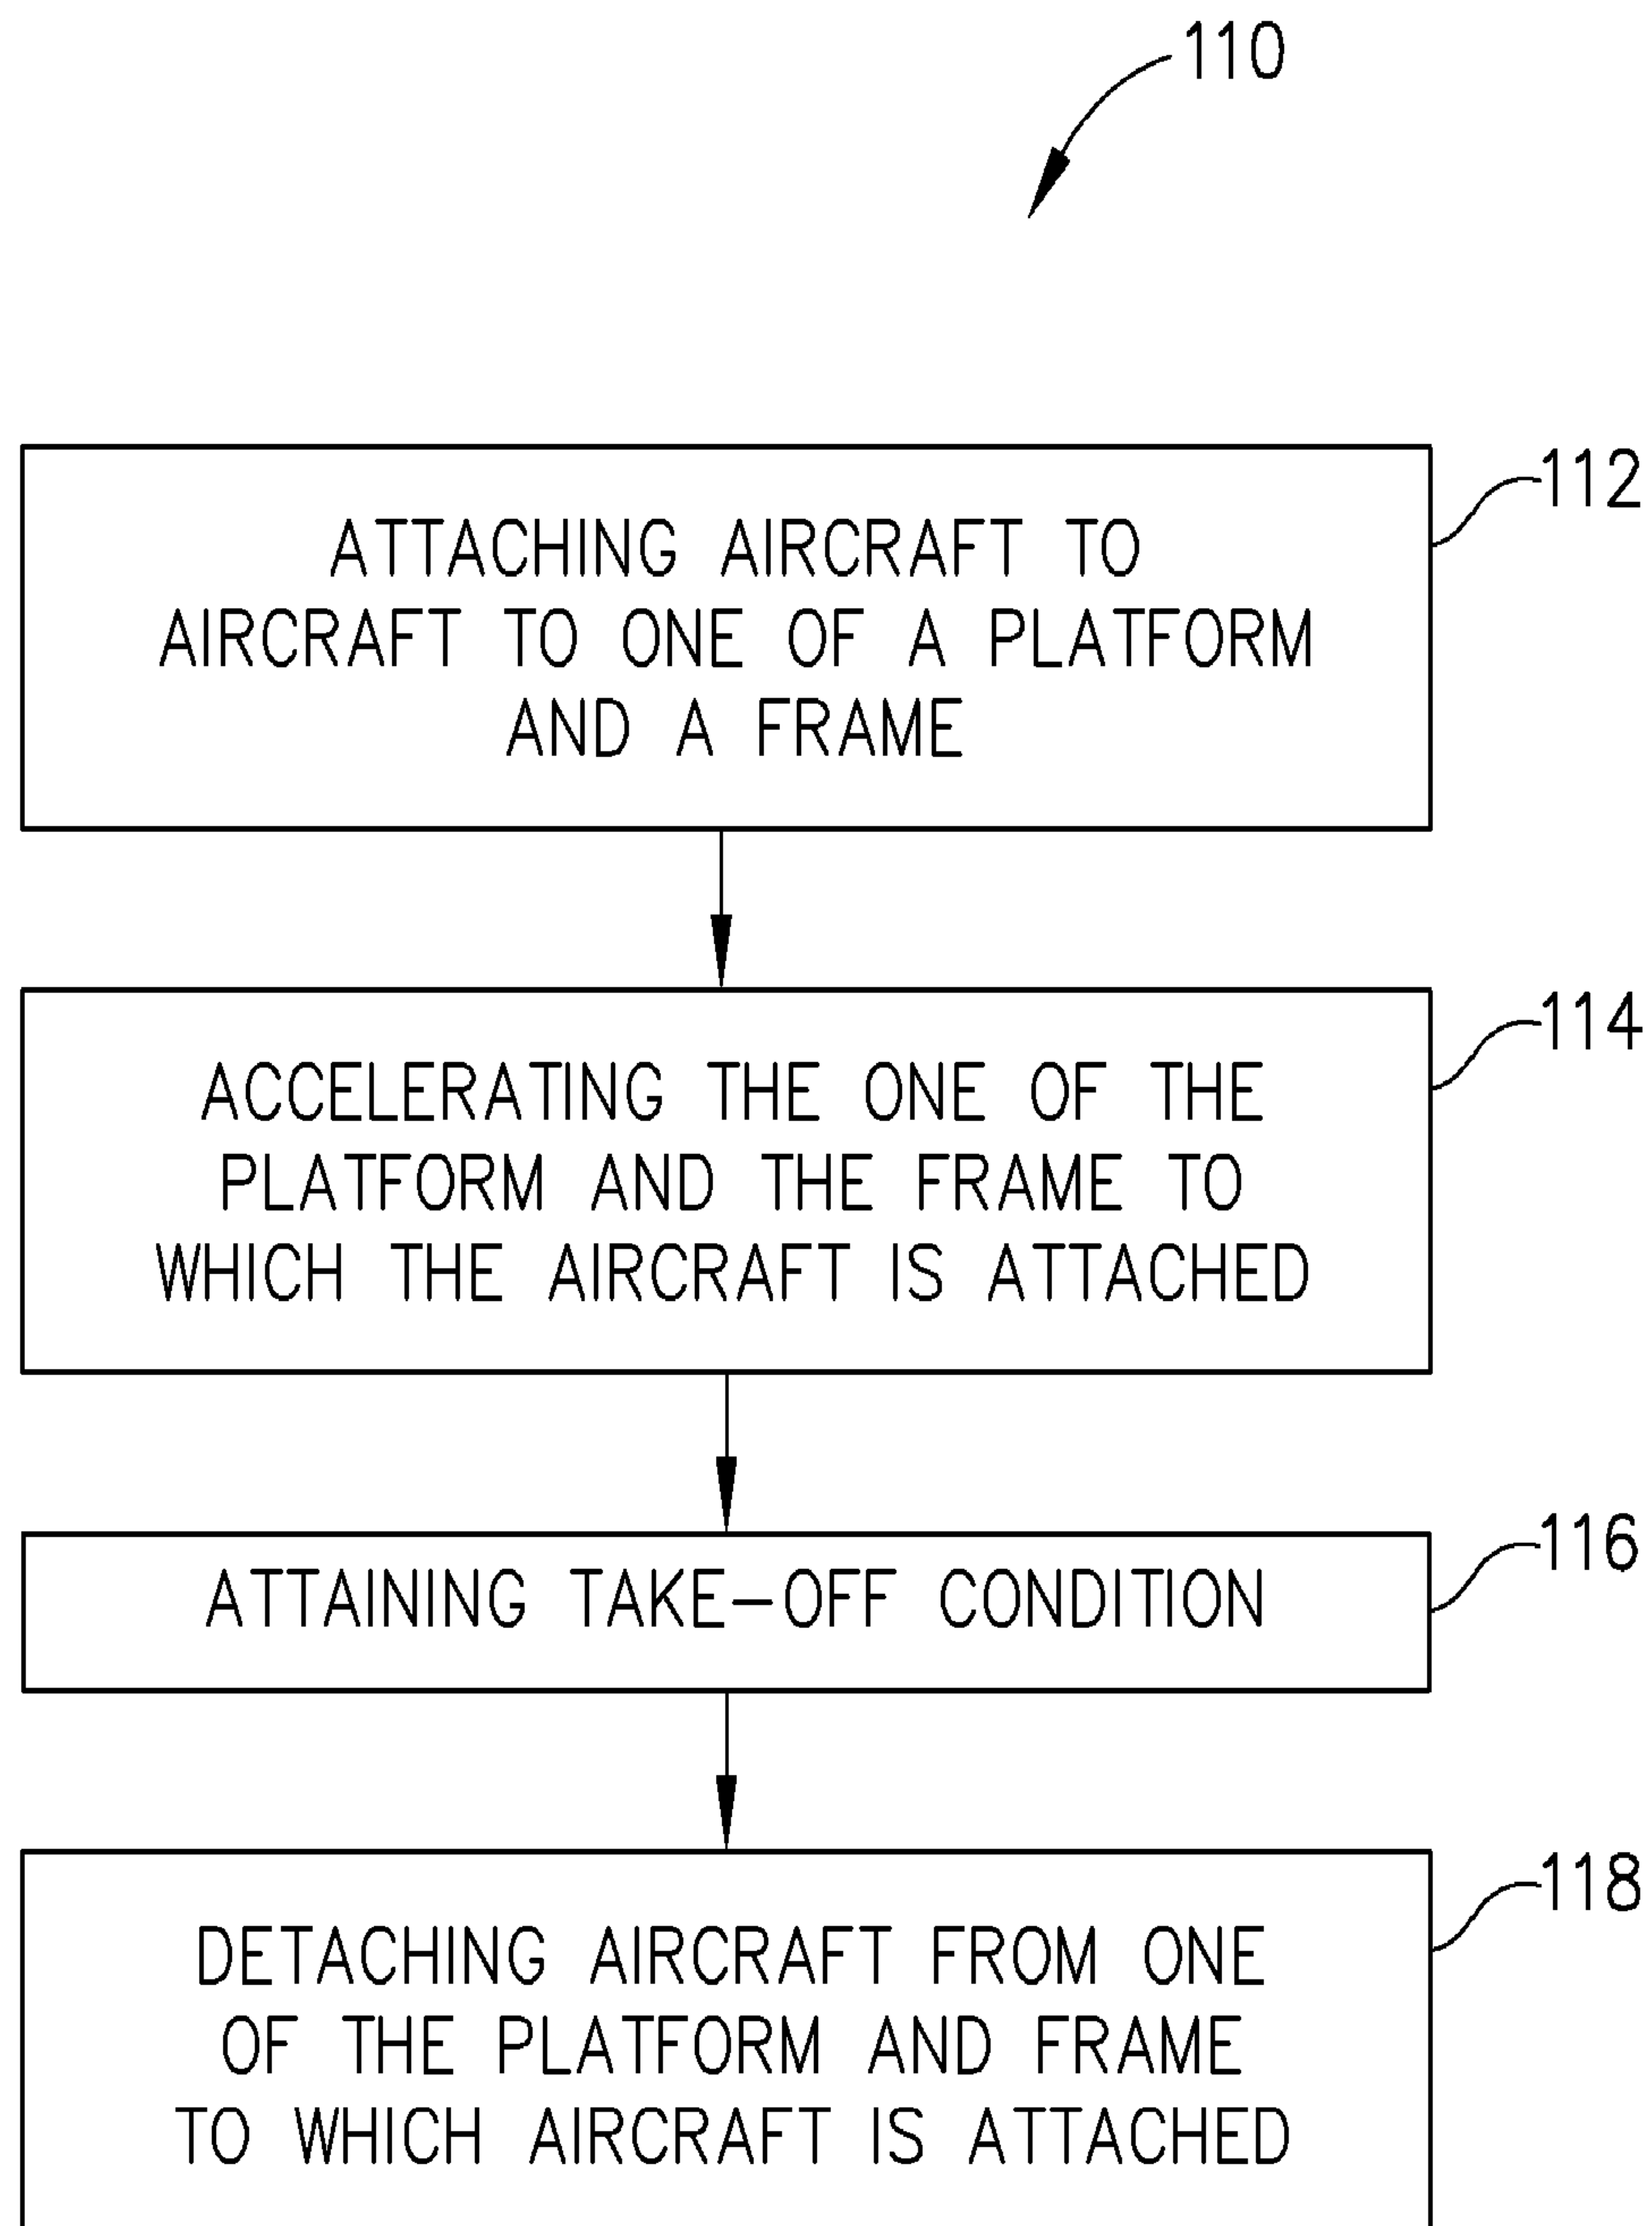 110
112
ATTACHING AIRCRAFT TO
AIRCRAFT TO ONE OF A PLATFORM
AND A FRAME
114
ACCELERATING THE ONE OF THE
PLATFORM AND THE FRAME TO
WHICH THE AIRCRAFT IS ATTACHED
116
ATTAINING TAKE-OFF CONDITION
118
DETACHING AIRCRAFT FROM ONE
OF THE PLATFORM AND FRAME
TO WHICH AIRCRAFT IS ATTACHED